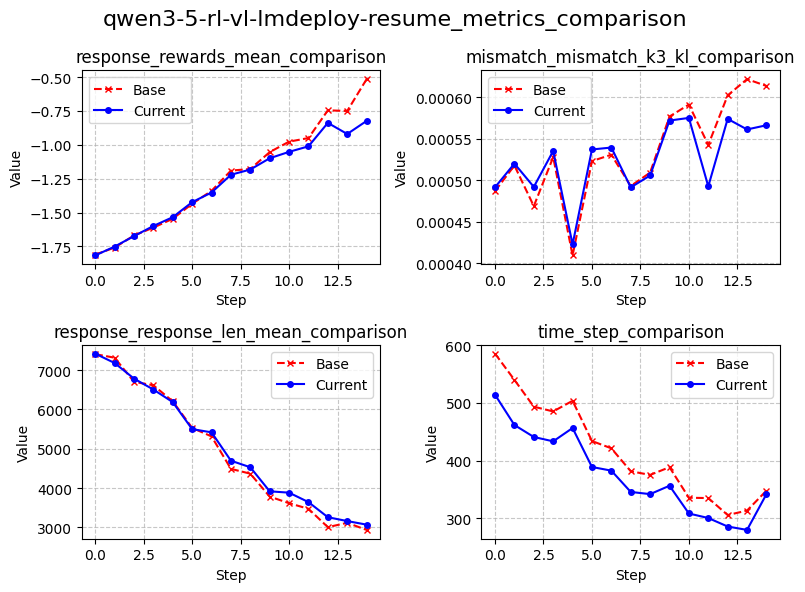 qwen3-5-rl-vl-lmdeploy-resume_metrics_comparison
response_rewards_mean_comparison
Base
Current
−0.50
−0.75
−1.00
−1.25
−1.50
−1.75
Value
0.0 2.5 5.0 7.5 10.0 12.5
Step
mismatch_mismatch_k3_kl_comparison
Base
Current
0.00060
0.00055
0.00050
0.00045
0.00040
Value
0.0 2.5 5.0 7.5 10.0 12.5
Step
response_response_len_mean_comparison
Base
Current
7000
6000
5000
4000
3000
Value
0.0 2.5 5.0 7.5 10.0 12.5
Step
time_step_comparison
Base
Current
600
500
400
300
Value
0.0 2.5 5.0 7.5 10.0 12.5
Step